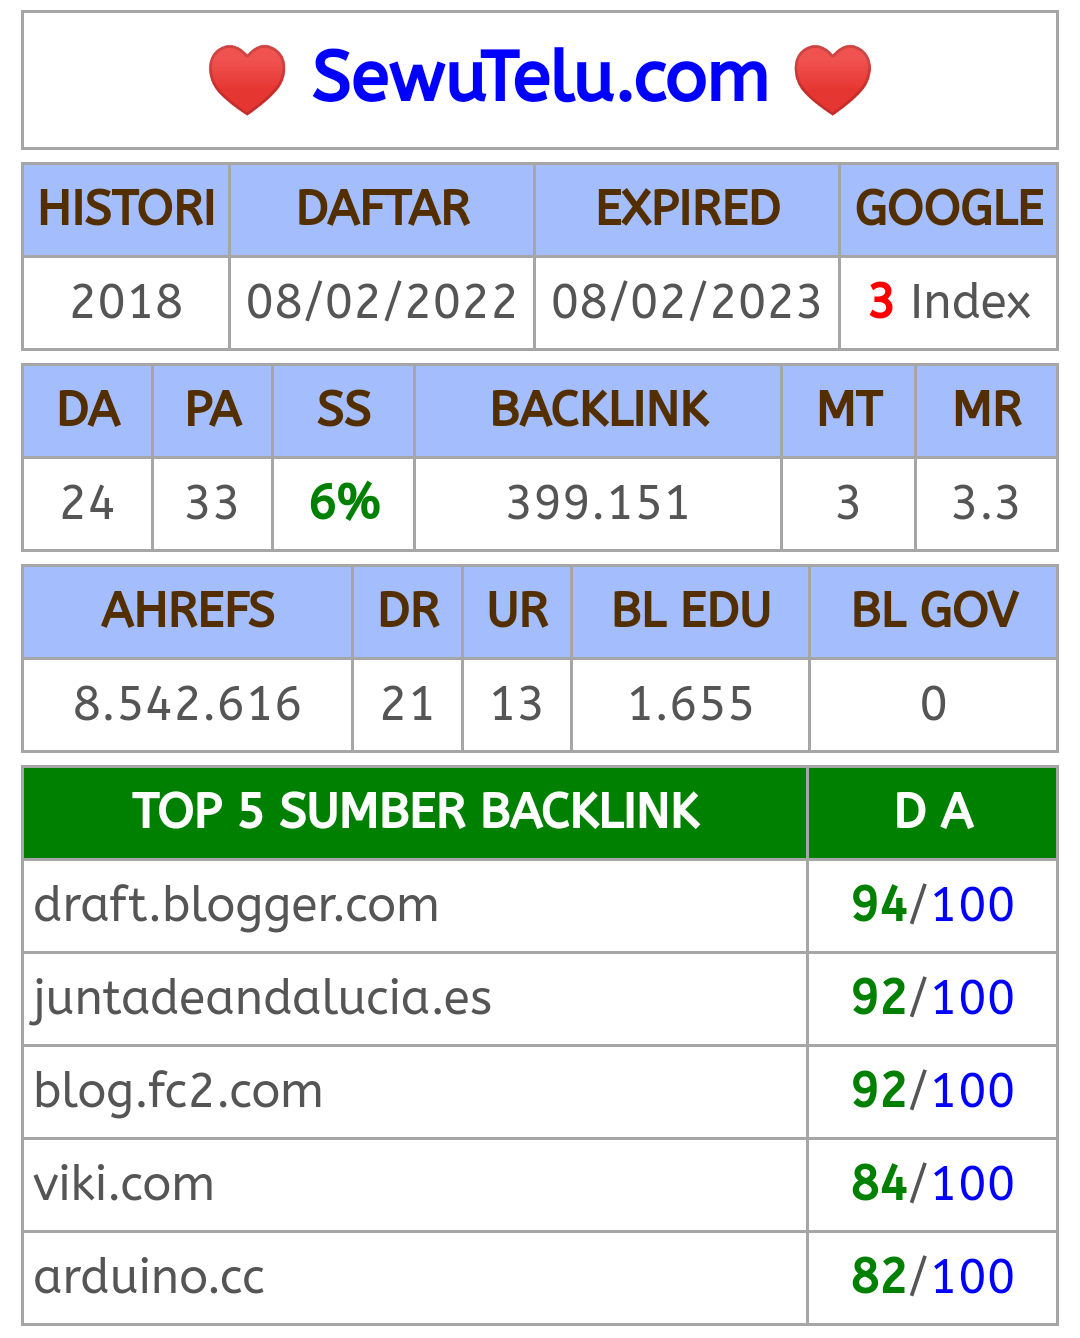 SewuTelu.com
HISTORI DAFTAR EXPIRED GOOGLE
2018 08/02/2022 08/02/2023 3 Index
DA PA SS BACKLINK MT MR
24 33 6% 399.151 3 3.3
AHREFS DR UR BL EDU BL GOV
8.542.616 21 13 1.655 0
TOP 5 SUMBER BACKLINK D A
draft.blogger.com 94/100
juntadeandalucia.es 92/100
blog.fc2.com 92/100
viki.com 84/100
arduino.cc 82/100